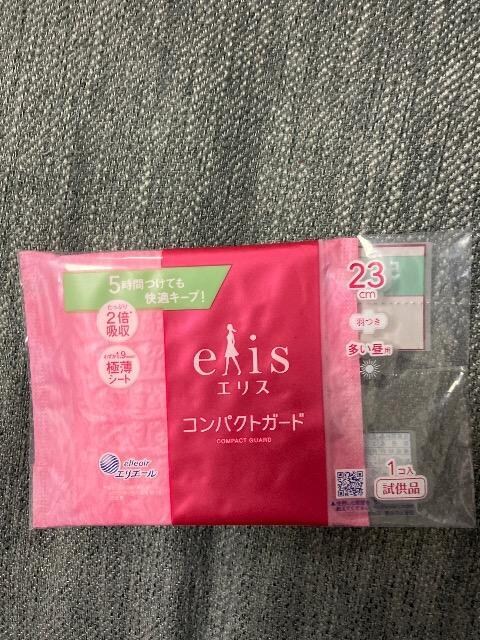 5時間つけても
快適キープ!
たっぷり
2倍*
吸収
わずか1.9mm
極薄
シート
elis
エリス
コンパクトガード
COMPACT GUARD
elleair
エリエール
23
cm
羽つき
多い昼用
1コ入
試供品